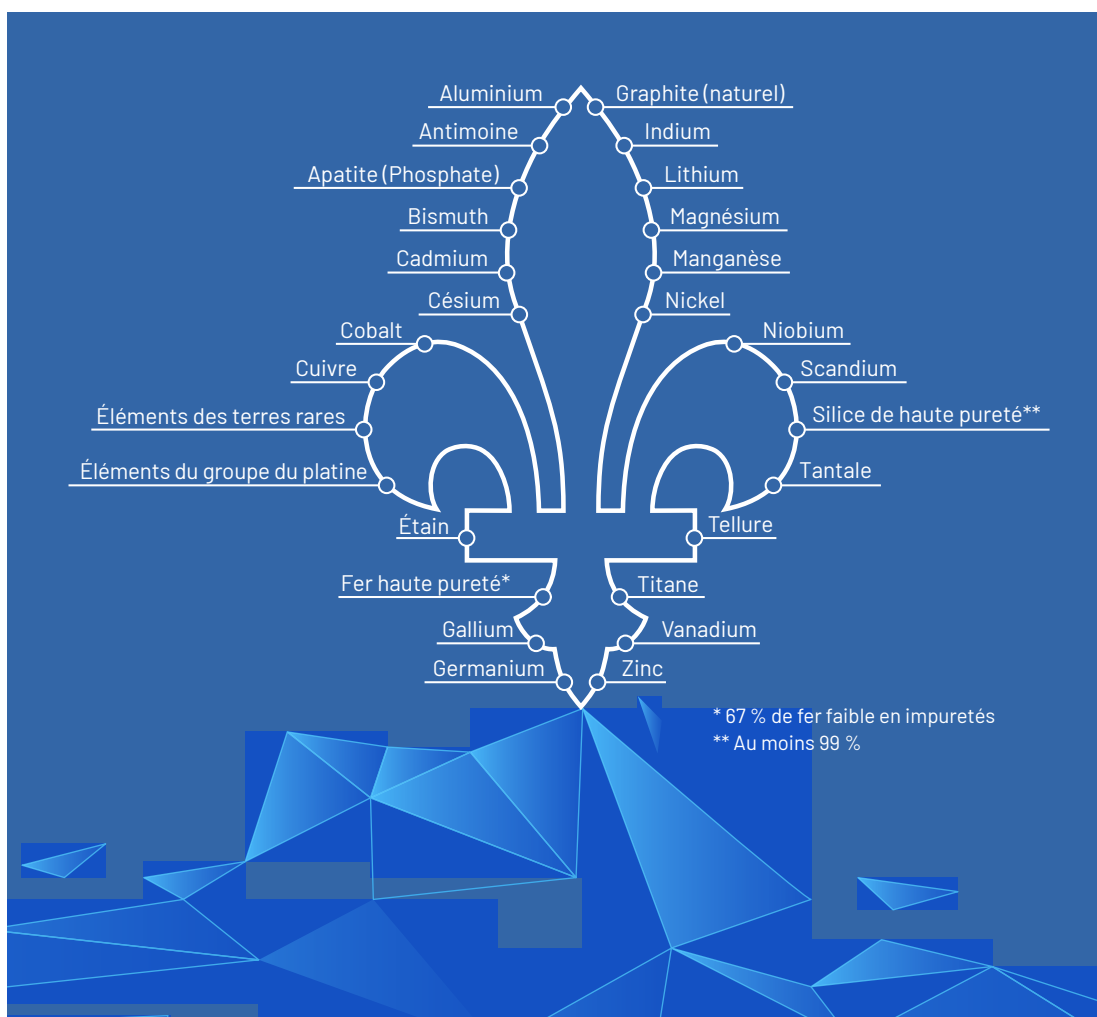 Aluminium
Antimoine
Apatite (Phosphate)
Bismuth
Cadmium
Césium
Cobalt
Cuivre
Éléments des terres rares
Éléments du groupe du platine
Étain
Fer haute pureté*
Gallium
Germanium
Graphite (naturel)
Indium
Lithium
Magnésium
Manganèse
Nickel
Niobium
Scandium
Silice de haute pureté**
Tantale
Tellure
Titane
Vanadium
Zinc
* 67 % de fer faible en impuretés
** Au moins 99 %